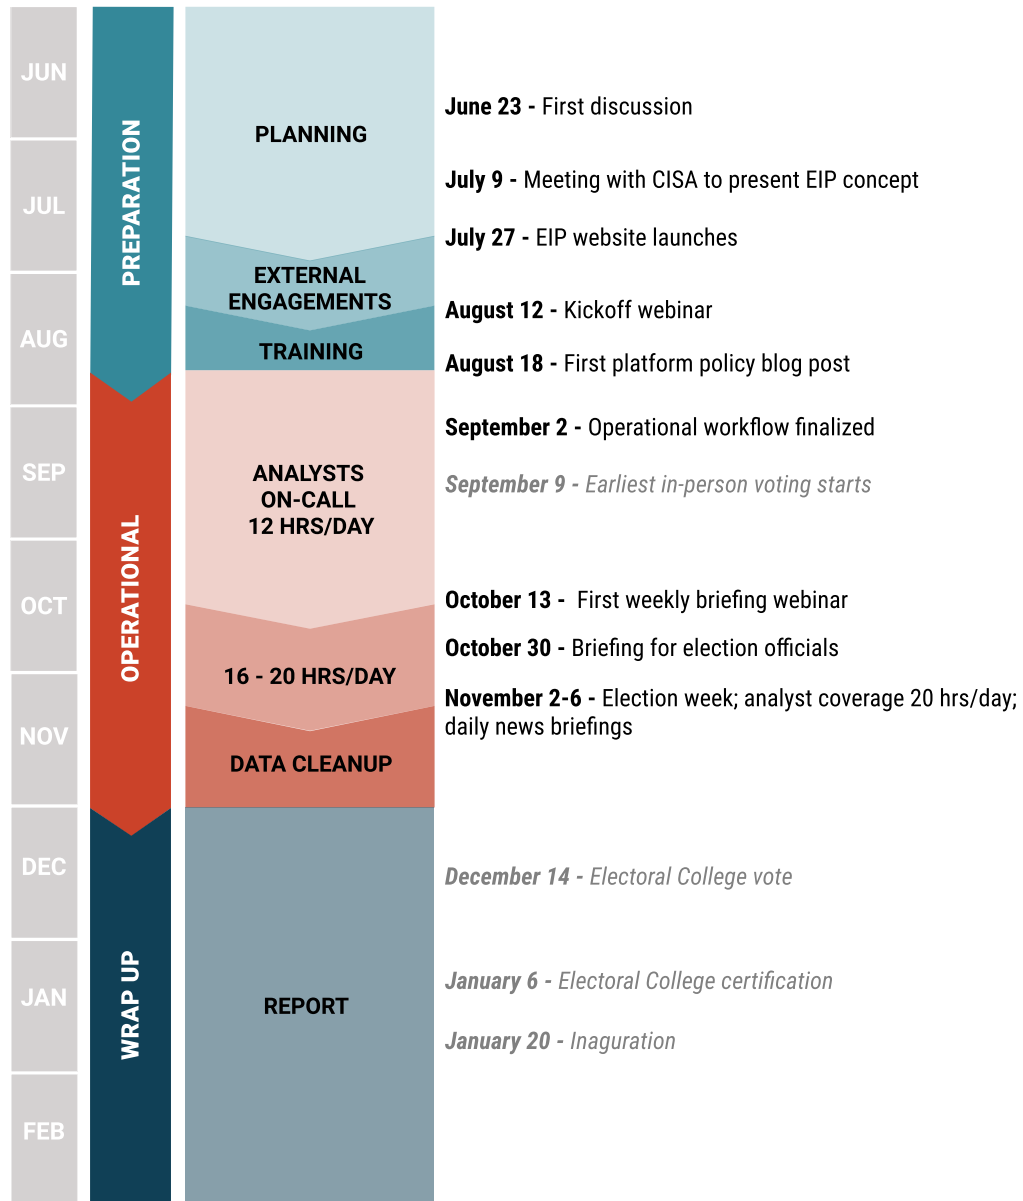 JUN
JUL
AUG
SEP
OCT
NOV
DEC
JAN
FEB
PREPARATION
OPERATIONAL
WRAP UP
PLANNING
EXTERNAL
ENGAGEMENTS
TRAINING
ANALYSTS
ON-CALL
12 HRS/DAY
16 - 20 HRS/DAY
DATA CLEANUP
REPORT
June 23 - First discussion
July 9 - Meeting with CISA to present EIP concept
July 27 - EIP website launches
August 12 - Kickoff webinar
August 18 - First platform policy blog post
September 2 - Operational workflow finalized
September 9 - Earliest in-person voting starts
October 13 - First weekly briefing webinar
October 30 - Briefing for election officials
November 2-6 - Election week; analyst coverage 20 hrs/day;
daily news briefings
December 14 - Electoral College vote
January 6 - Electoral College certification
January 20 - Inaguration